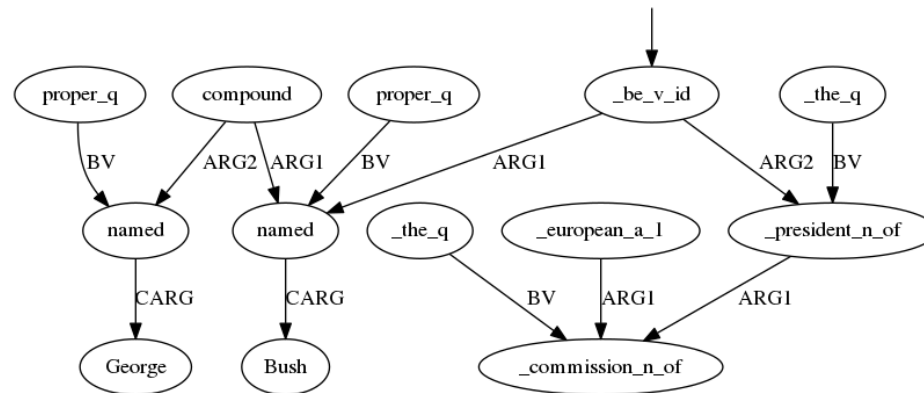 proper_q compound proper_q _be_v_id _the_q
BV ARG2 ARG1 BV ARG1 ARG2 BV
named named _the_q _european_a_1 _president_n_of
CARG CARG BV ARG1 ARG1
George Bush _commission_n_of